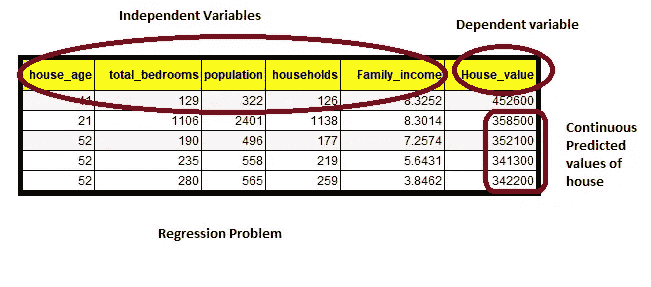 Independent Variables
Dependent variable
house_age total_bedrooms population households Family_income House_value
129 322 126 8.3252 452600
21 1106 2401 1138 8.3014 358500
52 190 496 177 7.2574 352100
52 235 558 219 5.6431 341300
52 280 565 259 3.8462 342200
Continuous
Predicted
values of
house
Regression Problem